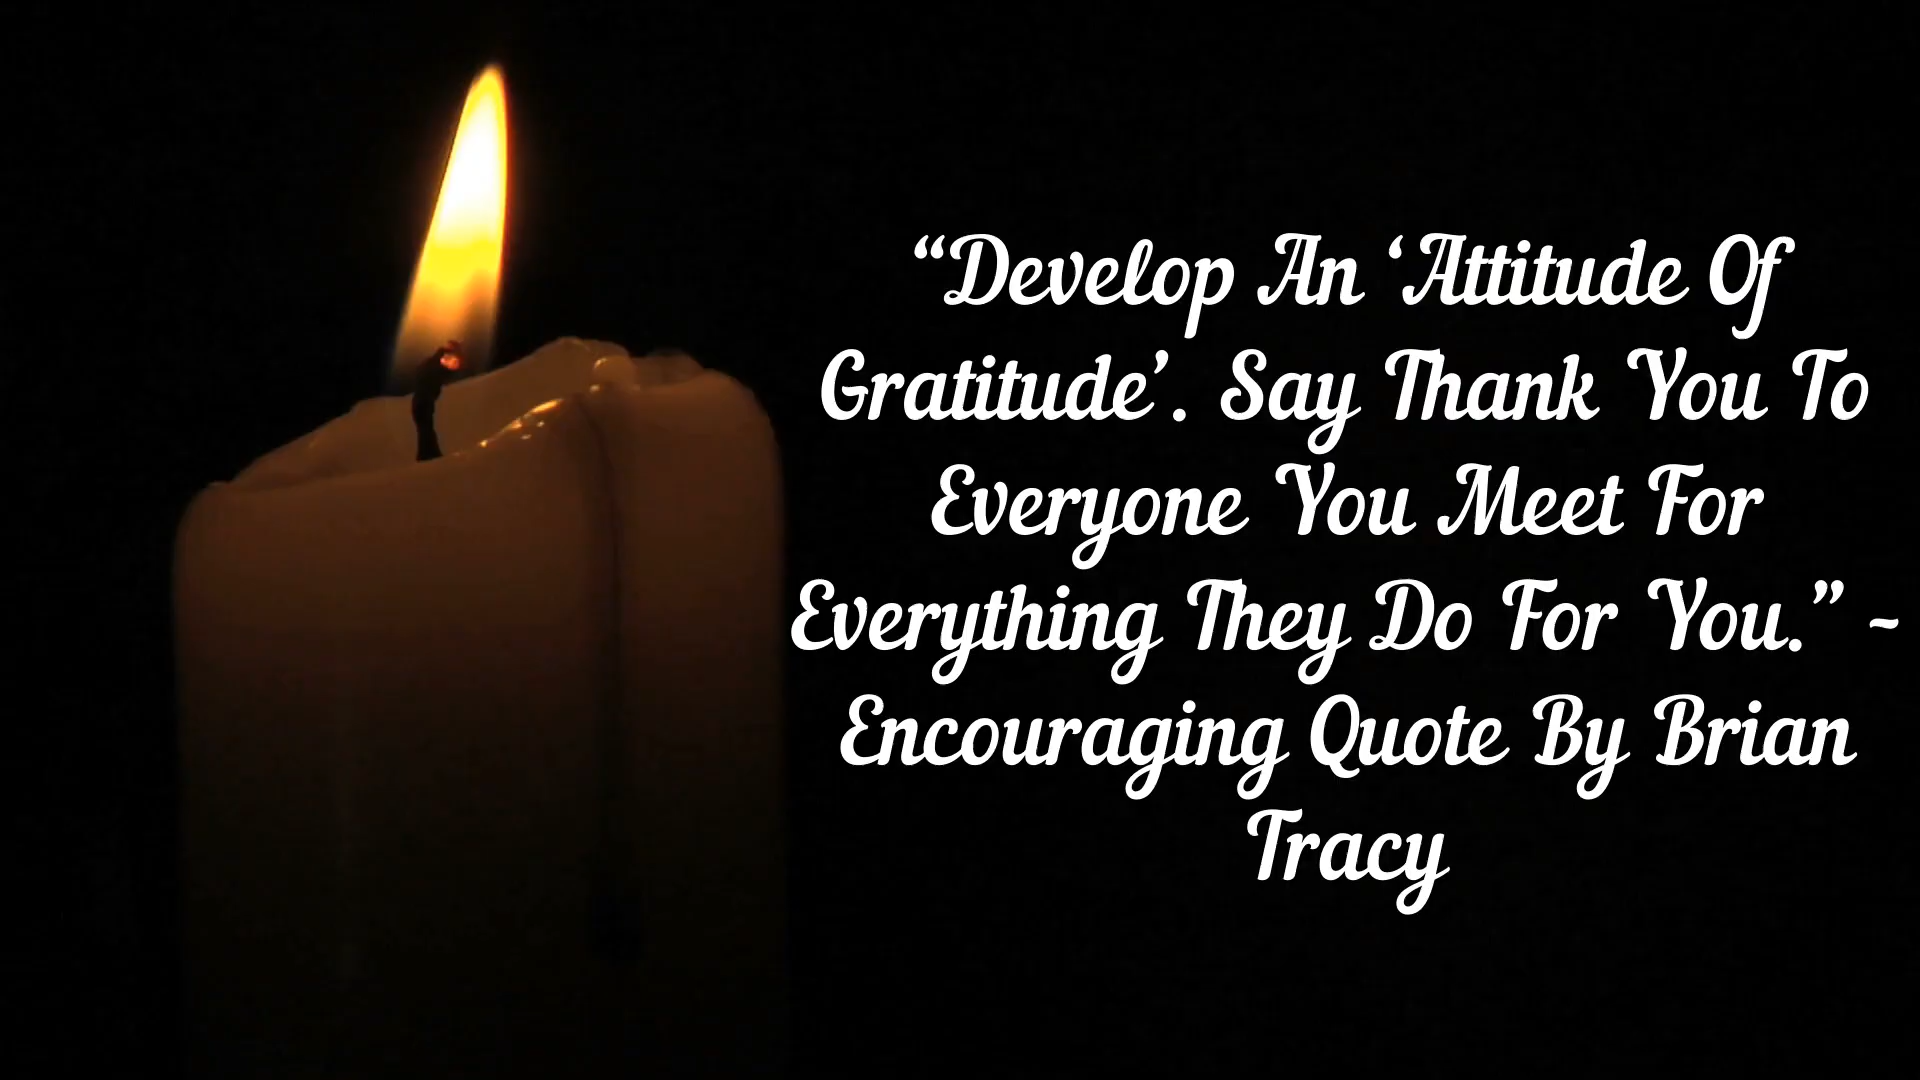 “Develop An ‘Attitude Of
Gratitude’. Say Thank You To
Everyone You Meet For
Everything They Do For You.” ~
Encouraging Quote By Brian
Tracy